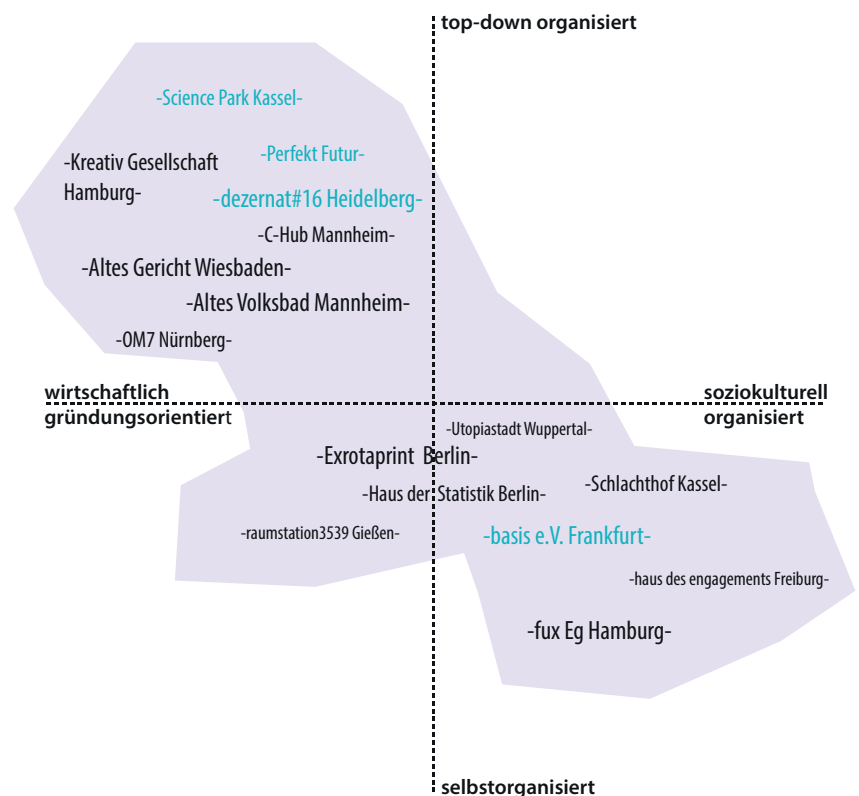 top-down organisiert
-Science Park Kassel-
-Perfekt Futur-
-Kreativ Gesellschaft
Hamburg-
-dezernat#16 Heidelberg-
-C-Hub Mannheim-
-Altes Gericht Wiesbaden-
-Altes Volksbad Mannheim-
-OM7 Nürnberg-
wirtschaftlich
gründungsorientiert
soziokulturell
organisiert
-Utopiastadt Wuppertal-
-Exrotaprint Berlin-
-Schlachthof Kassel-
-Haus der Statistik Berlin-
-raumstation3539 Gießen-
-basis e.V. Frankfurt-
-haus des engagements Freiburg-
-fux Eg Hamburg-
selbstorganisiert